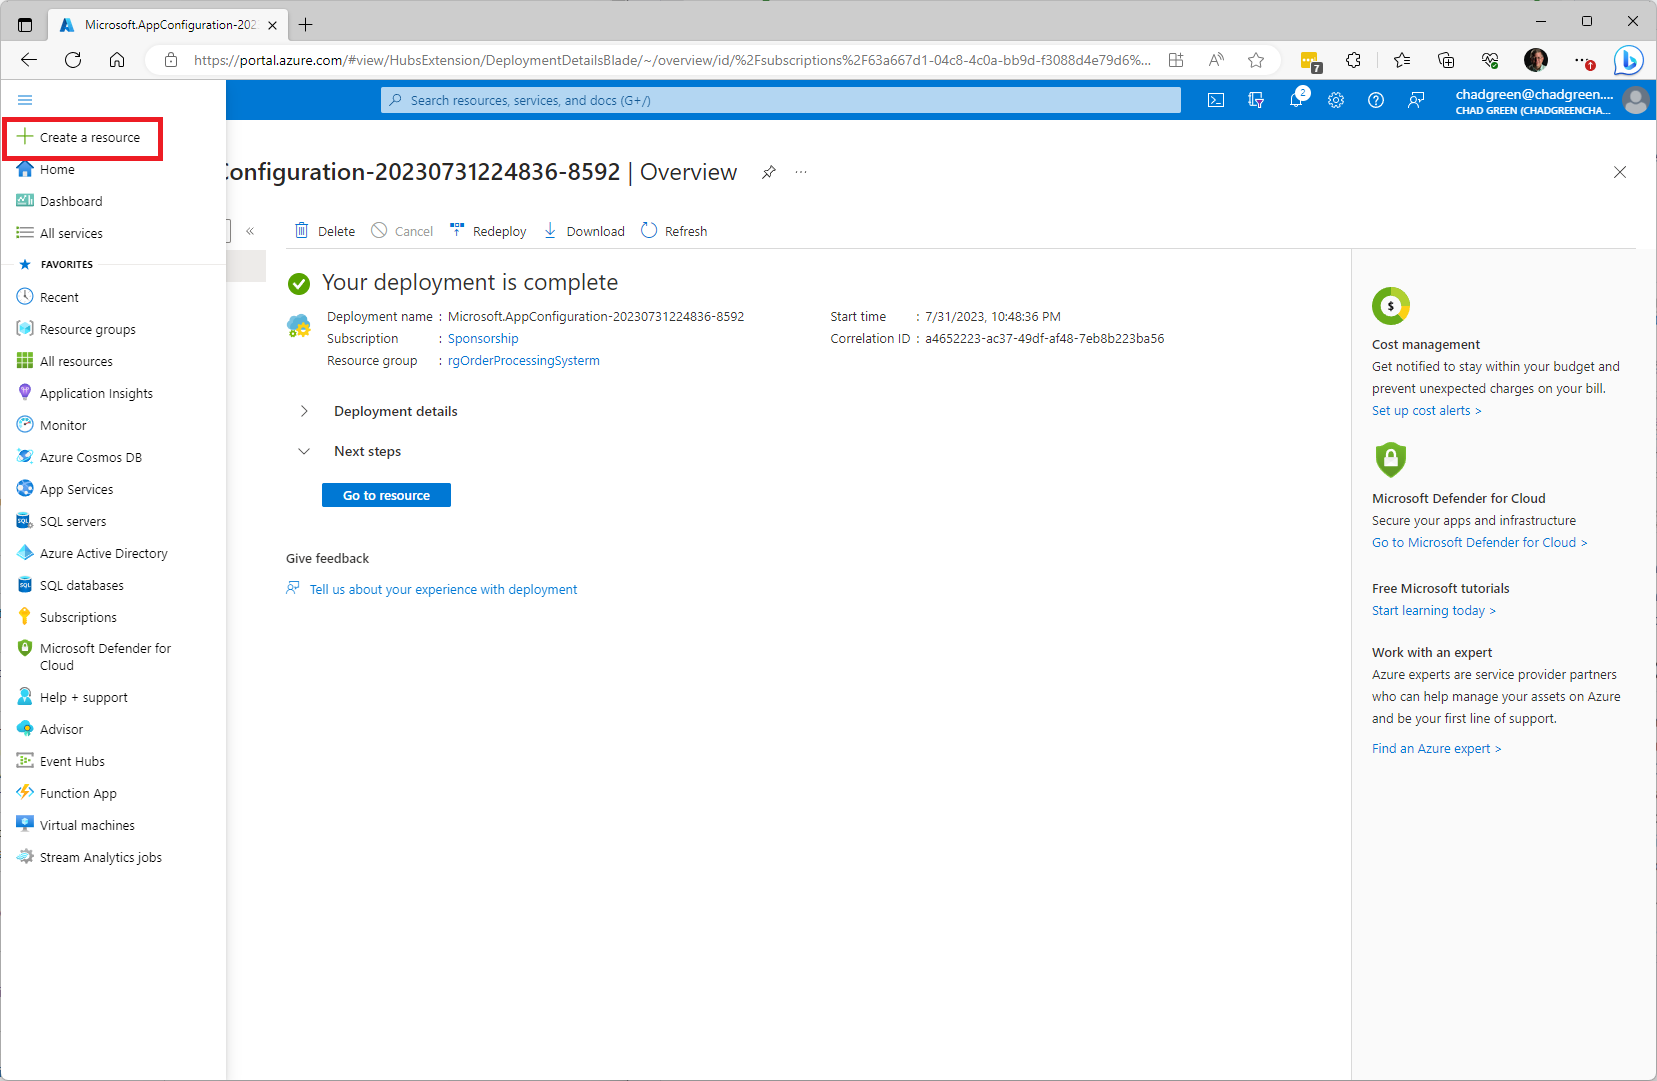 Microsoft.AppConfiguration-202
https://portal.azure.com/#view/HubsExtension/DeploymentDetailsBlade/~/overview/id/%2Fsubscriptions%2F63a667d1-04c8-4c0a-bb9d-f3088d4e79d6%...
7
Search resources, services, and docs (G+/)
2
chadgreen@chadgreen....
CHAD GREEN (CHADGREENCHA...
Create a resource
Home
Dashboard
All services
FAVORITES
Recent
Resource groups
All resources
Application Insights
Monitor
Azure Cosmos DB
App Services
SQL servers
Azure Active Directory
SQL databases
Subscriptions
Microsoft Defender for
Cloud
Help + support
Advisor
Event Hubs
Function App
Virtual machines
Stream Analytics jobs
onfiguration-20230731224836-8592 | Overview
Delete
Cancel
Redeploy
Download
Refresh
Your deployment is complete
Deployment name : Microsoft.AppConfiguration-20230731224836-8592
Subscription : Sponsorship
Resource group : rgOrderProcessingSysterm
Start time : 7/31/2023, 10:48:36 PM
Correlation ID : a4652223-ac37-49df-af48-7eb8b223ba56
Deployment details
Next steps
Go to resource
Give feedback
Tell us about your experience with deployment
Cost management
Get notified to stay within your budget and
prevent unexpected charges on your bill.
Set up cost alerts >
Microsoft Defender for Cloud
Secure your apps and infrastructure
Go to Microsoft Defender for Cloud >
Free Microsoft tutorials
Start learning today >
Work with an expert
Azure experts are service provider partners
who can help manage your assets on Azure
and be your first line of support.
Find an Azure expert >